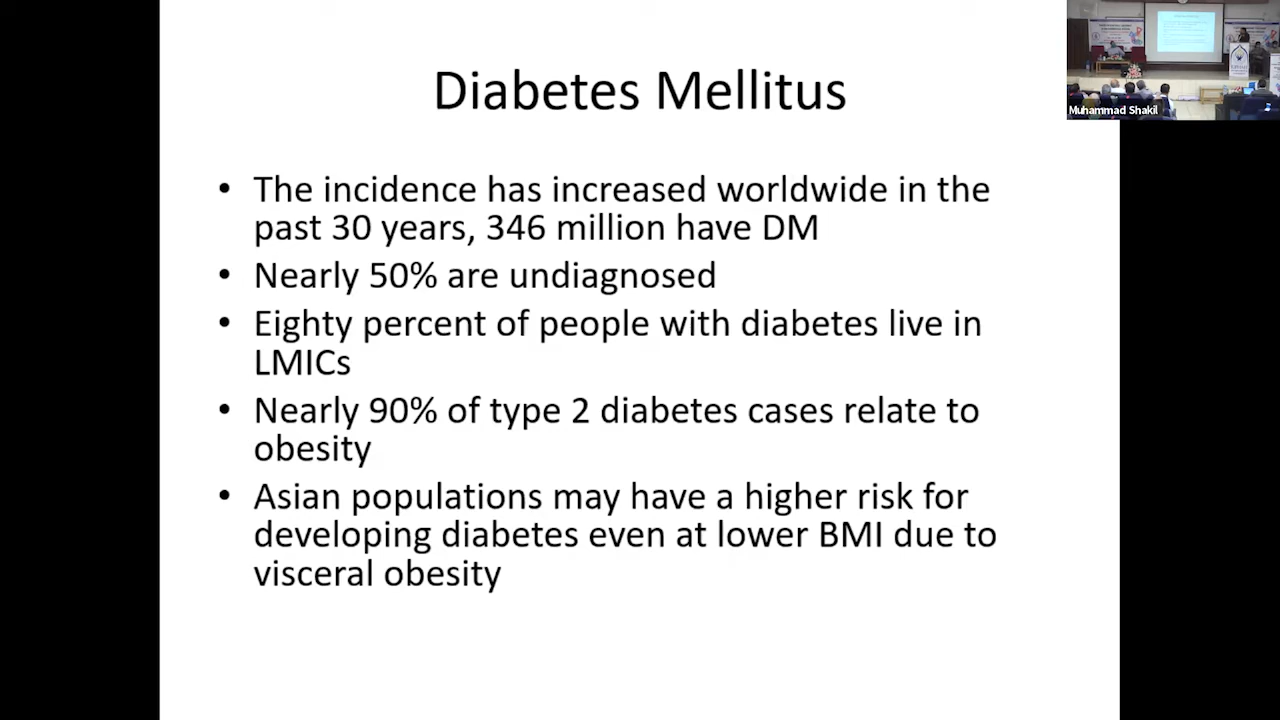 Diabetes Mellitus
• The incidence has increased worldwide in the
past 30 years, 346 million have DM
• Nearly 50% are undiagnosed
• Eighty percent of people with diabetes live in
LMICs
• Nearly 90% of type 2 diabetes cases relate to
obesity
• Asian populations may have a higher risk for
developing diabetes even at lower BMI due to
visceral obesity
Muhammad Shakil